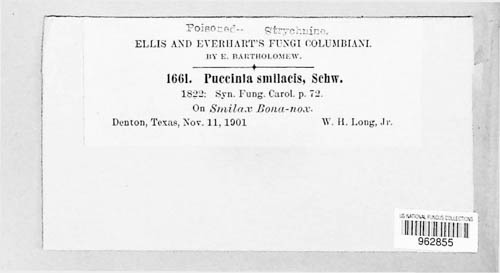 Poisoned-- Strychnine.
ELLIS AND EVERHART'S FUNGI COLUMBIANI.
BY E. BARTHOLOMEW.
1661. Puccinia smilacis, Schw.
1822: Syn. Fung. Carol. p. 72.
On Smilax Bona-nox.
Denton, Texas, Nov. 11, 1901 W. H. Long, Jr.
US NATIONAL FUNGUS COLLECTIONS
962855